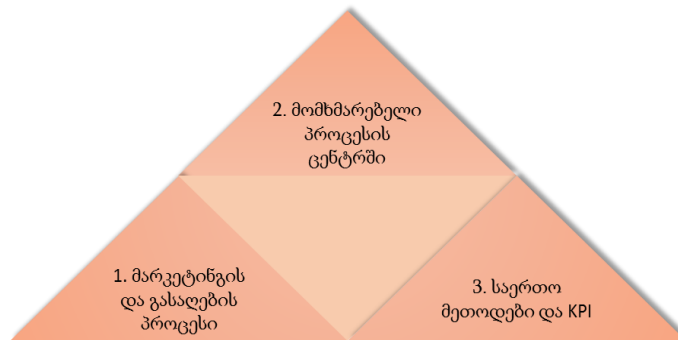 2. მომხმარებელი
პროცესის
ცენტრში
1. მარკეტინგის
და გასაღების
პროცესი
3. საერთო
მეთოდები და KPI